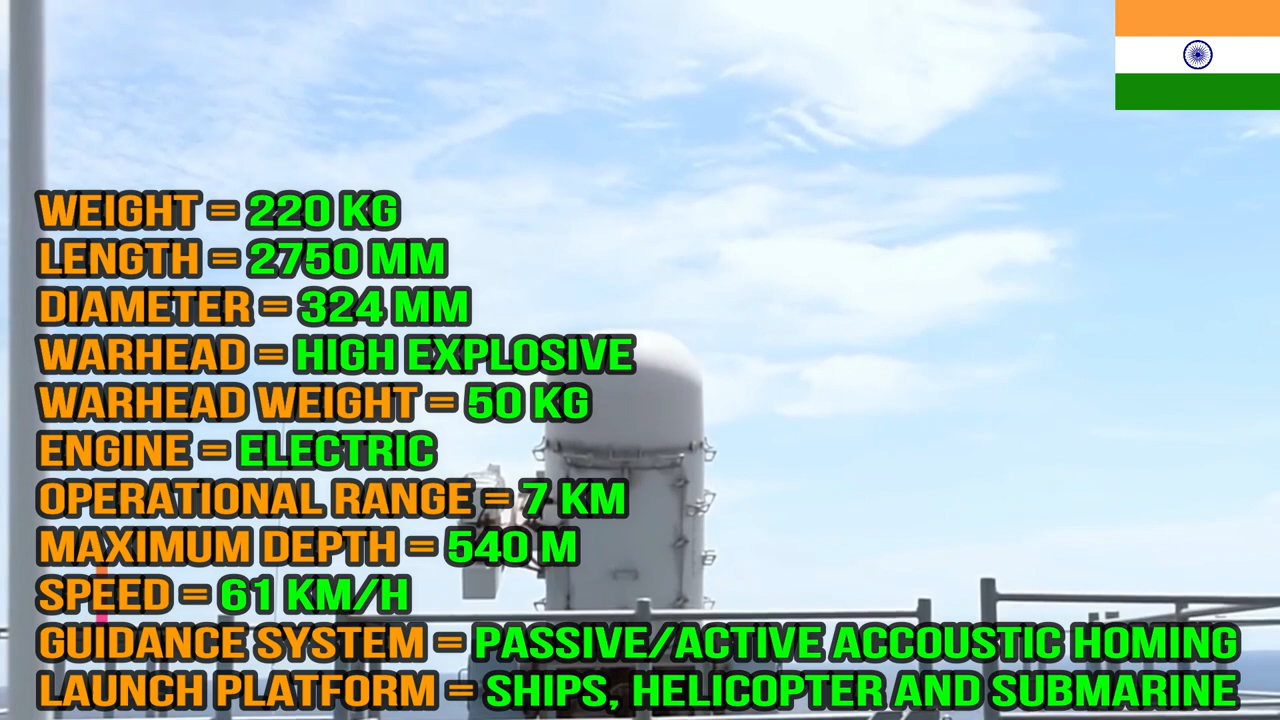 WEIGHT = 220 KG
LENGTH = 2750 MM
DIAMETER = 324 MM
WARHEAD = HIGH EXPLOSIVE
WARHEAD WEIGHT = 50 KG
ENGINE = ELECTRIC
OPERATIONAL RANGE = 7 KM
MAXIMUM DEPTH = 540 M
SPEED = 61 KM/H
GUIDANCE SYSTEM = PASSIVE/ACTIVE ACCOUSTIC HOMING
LAUNCH PLATFORM = SHIPS, HELICOPTER AND SUBMARINE